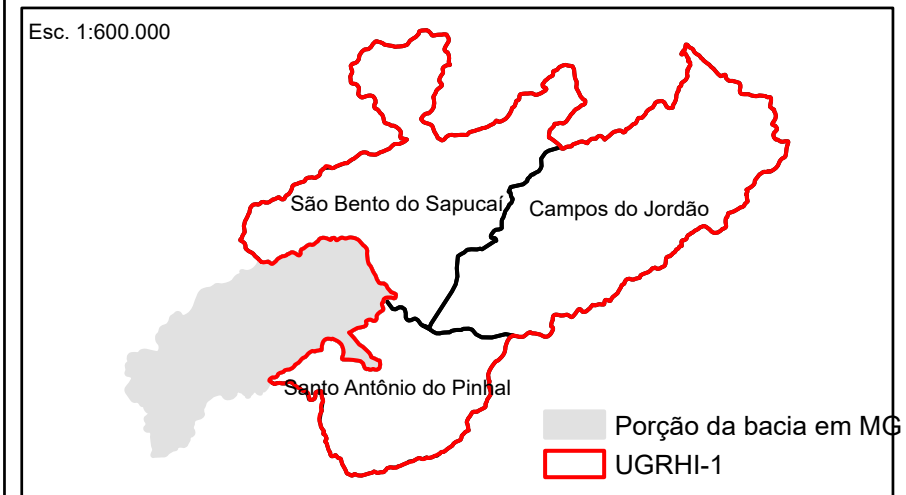 Esc. 1:600.000
São Bento do Sapucaí
Campos do Jordão
Santo Antônio do Pinhal
Porção da bacia em MG
UGRHI-1